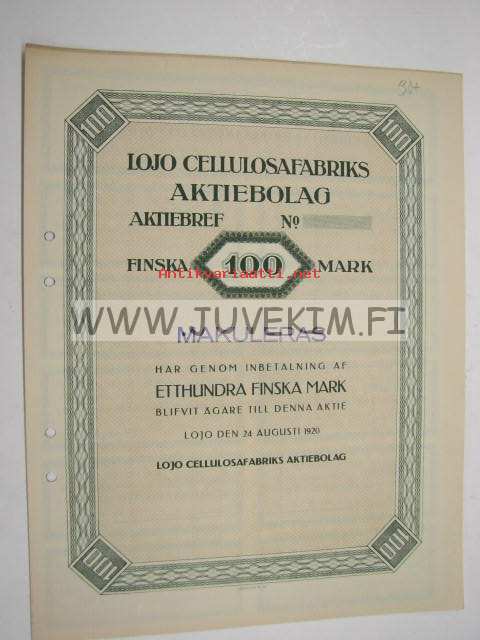 30+
100
100
LOJO CELLULOSAFABRIKS
AKTIEBOLAG
AKTIEBREF No
FINSKA 100 MARK
Antikvariaatti.net
WWW.JUVEKIM.FI
MAKULERAS
HAR GENOM INBETALNING AF
ETTHUNDRA FINSKA MARK
BLIFVIT ÄGARE TILL DENNA AKTIE
LOJO DEN 24 AUGUSTI 1920
LOJO CELLULOSAFABRIKS AKTIEBOLAG
100
100